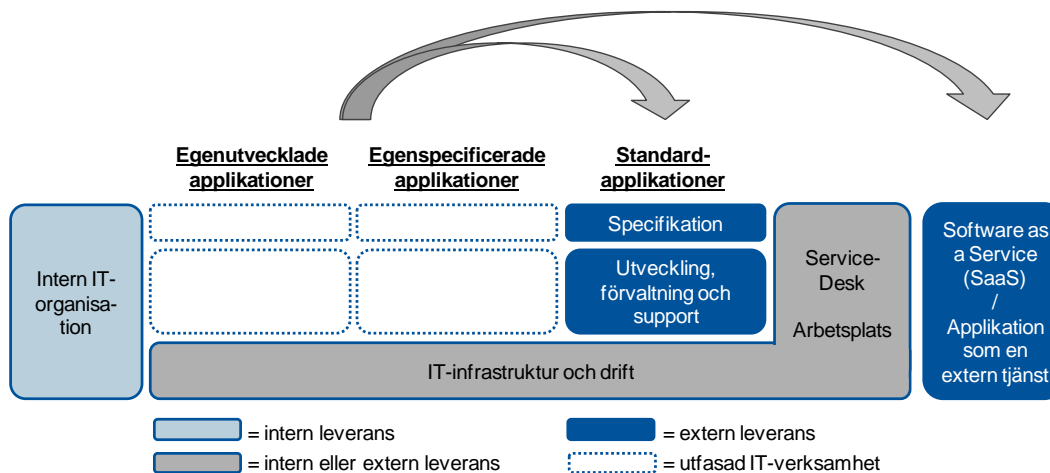 Egenutvecklade
applikationer
Egenspecificerade
applikationer
Standard-
applikationer
Intern IT-
organisa-
tion
Specifikation
Utveckling,
förvaltning och
support
Service-
Desk
Arbetsplats
Software as
a Service
(SaaS)
/
Applikation
som en
extern tjänst
IT-infrastruktur och drift
= intern leverans
= extern leverans
= intern eller extern leverans
= utfasad IT-verksamhet